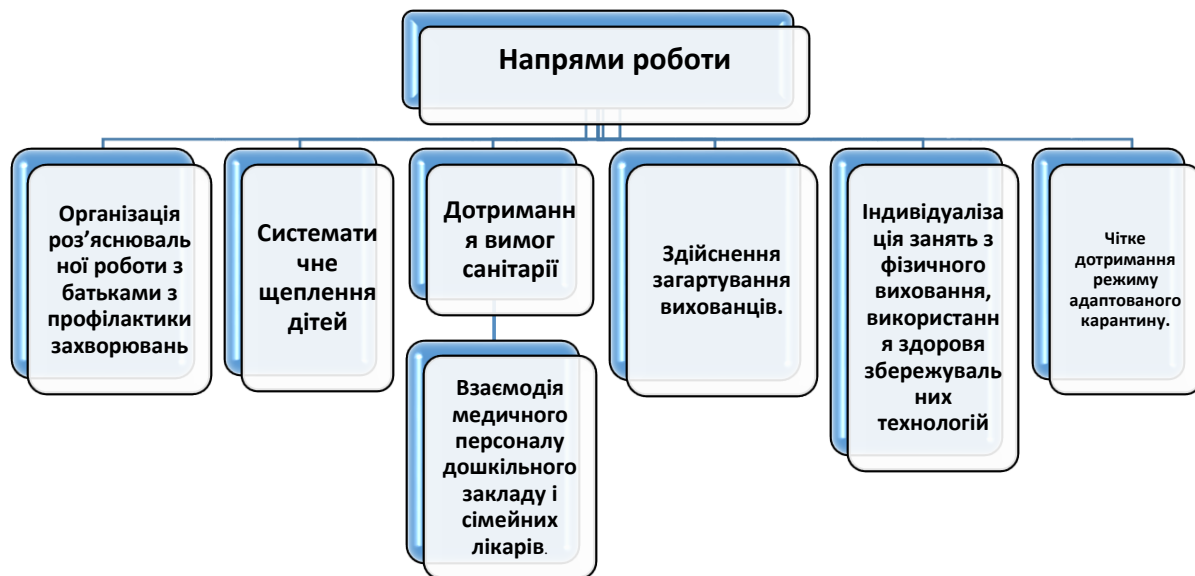 Напрями роботи
Організація
роз’яснюваль
ної роботи з
батьками з
профілактики
захворювань
Системати
чне
щеплення
дітей
Дотриманн
я вимог
санітарії
Здійснення
загартування
вихованців.
Індивідуаліза
ція занять з
фізичного
виховання,
використанн
я здоровя
збережуваль
них
технологій
Чітке
дотримання
режиму
адаптованого
карантину.
Взаємодія
медичного
персоналу
дошкільного
закладу і
сімейних
лікарів.